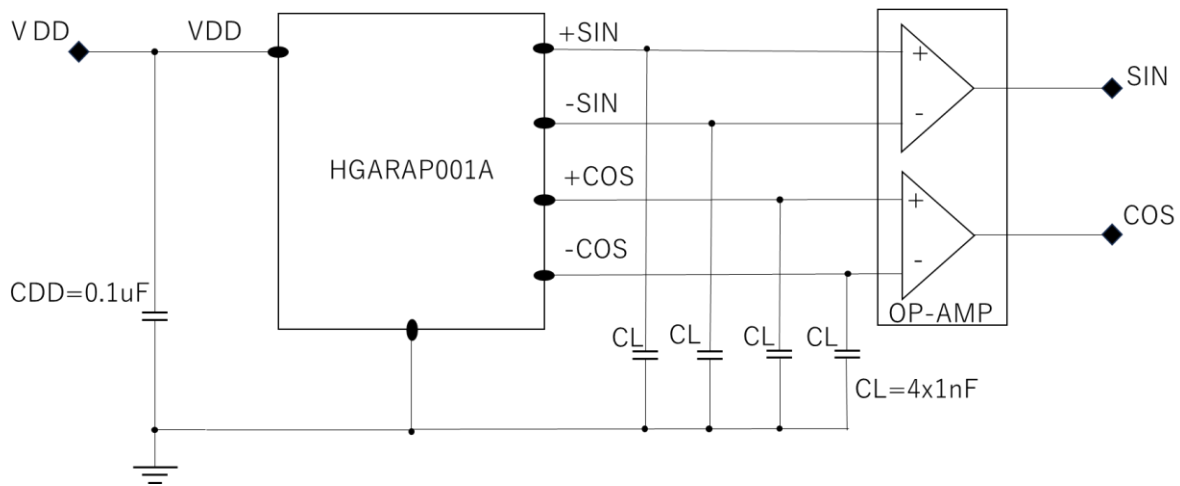 VDD
VDD
+SIN
-SIN
HGARAP001A
+COS
-COS
+
-
+
-
SIN
COS
OP-AMP
CDD=0.1uF
CL
CL
CL
CL
CL=4x1nF